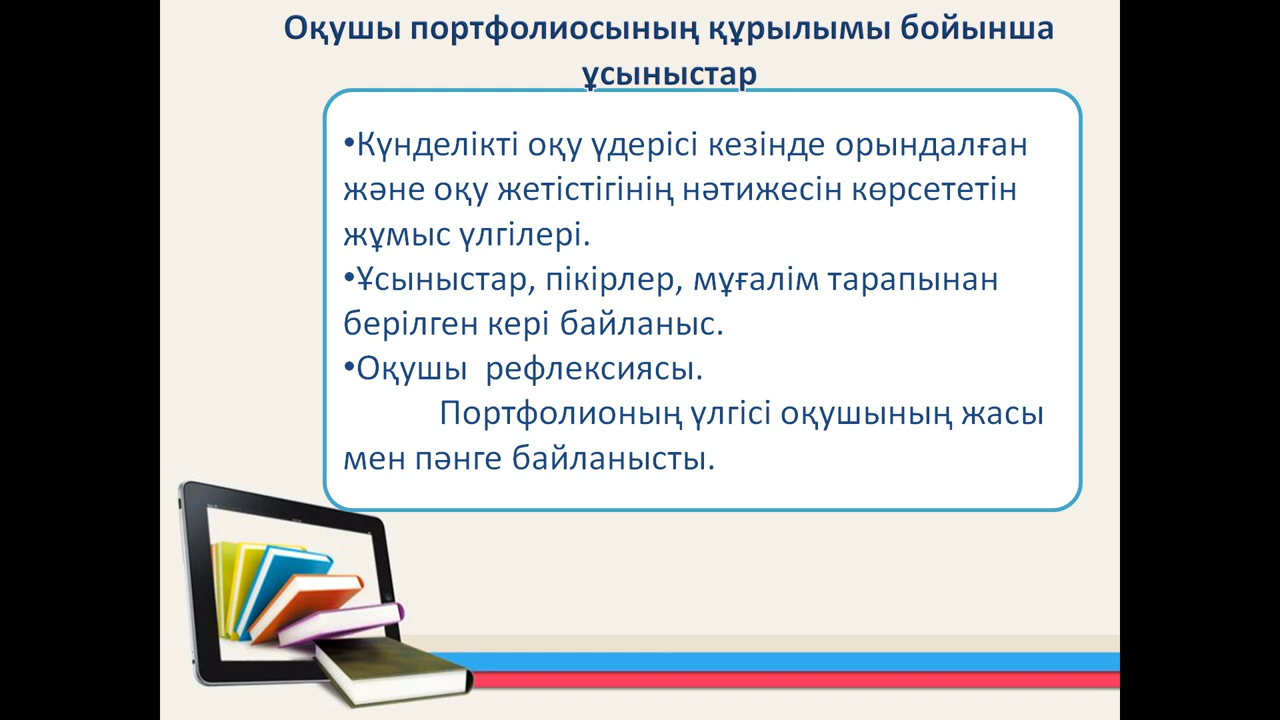 Оқушы портфолиосының құрылымы бойынша
ұсыныстар
•Күнделікті оқу үдерісі кезінде орындалған
және оқу жетістігінің нәтижесін көрсететін
жұмыс үлгілері.
•Ұсыныстар, пікірлер, мұғалім тарапынан
берілген кері байланыс.
•Оқушы  рефлексиясы.
Портфолионың үлгісі оқушының жасы
мен пәнге байланысты.